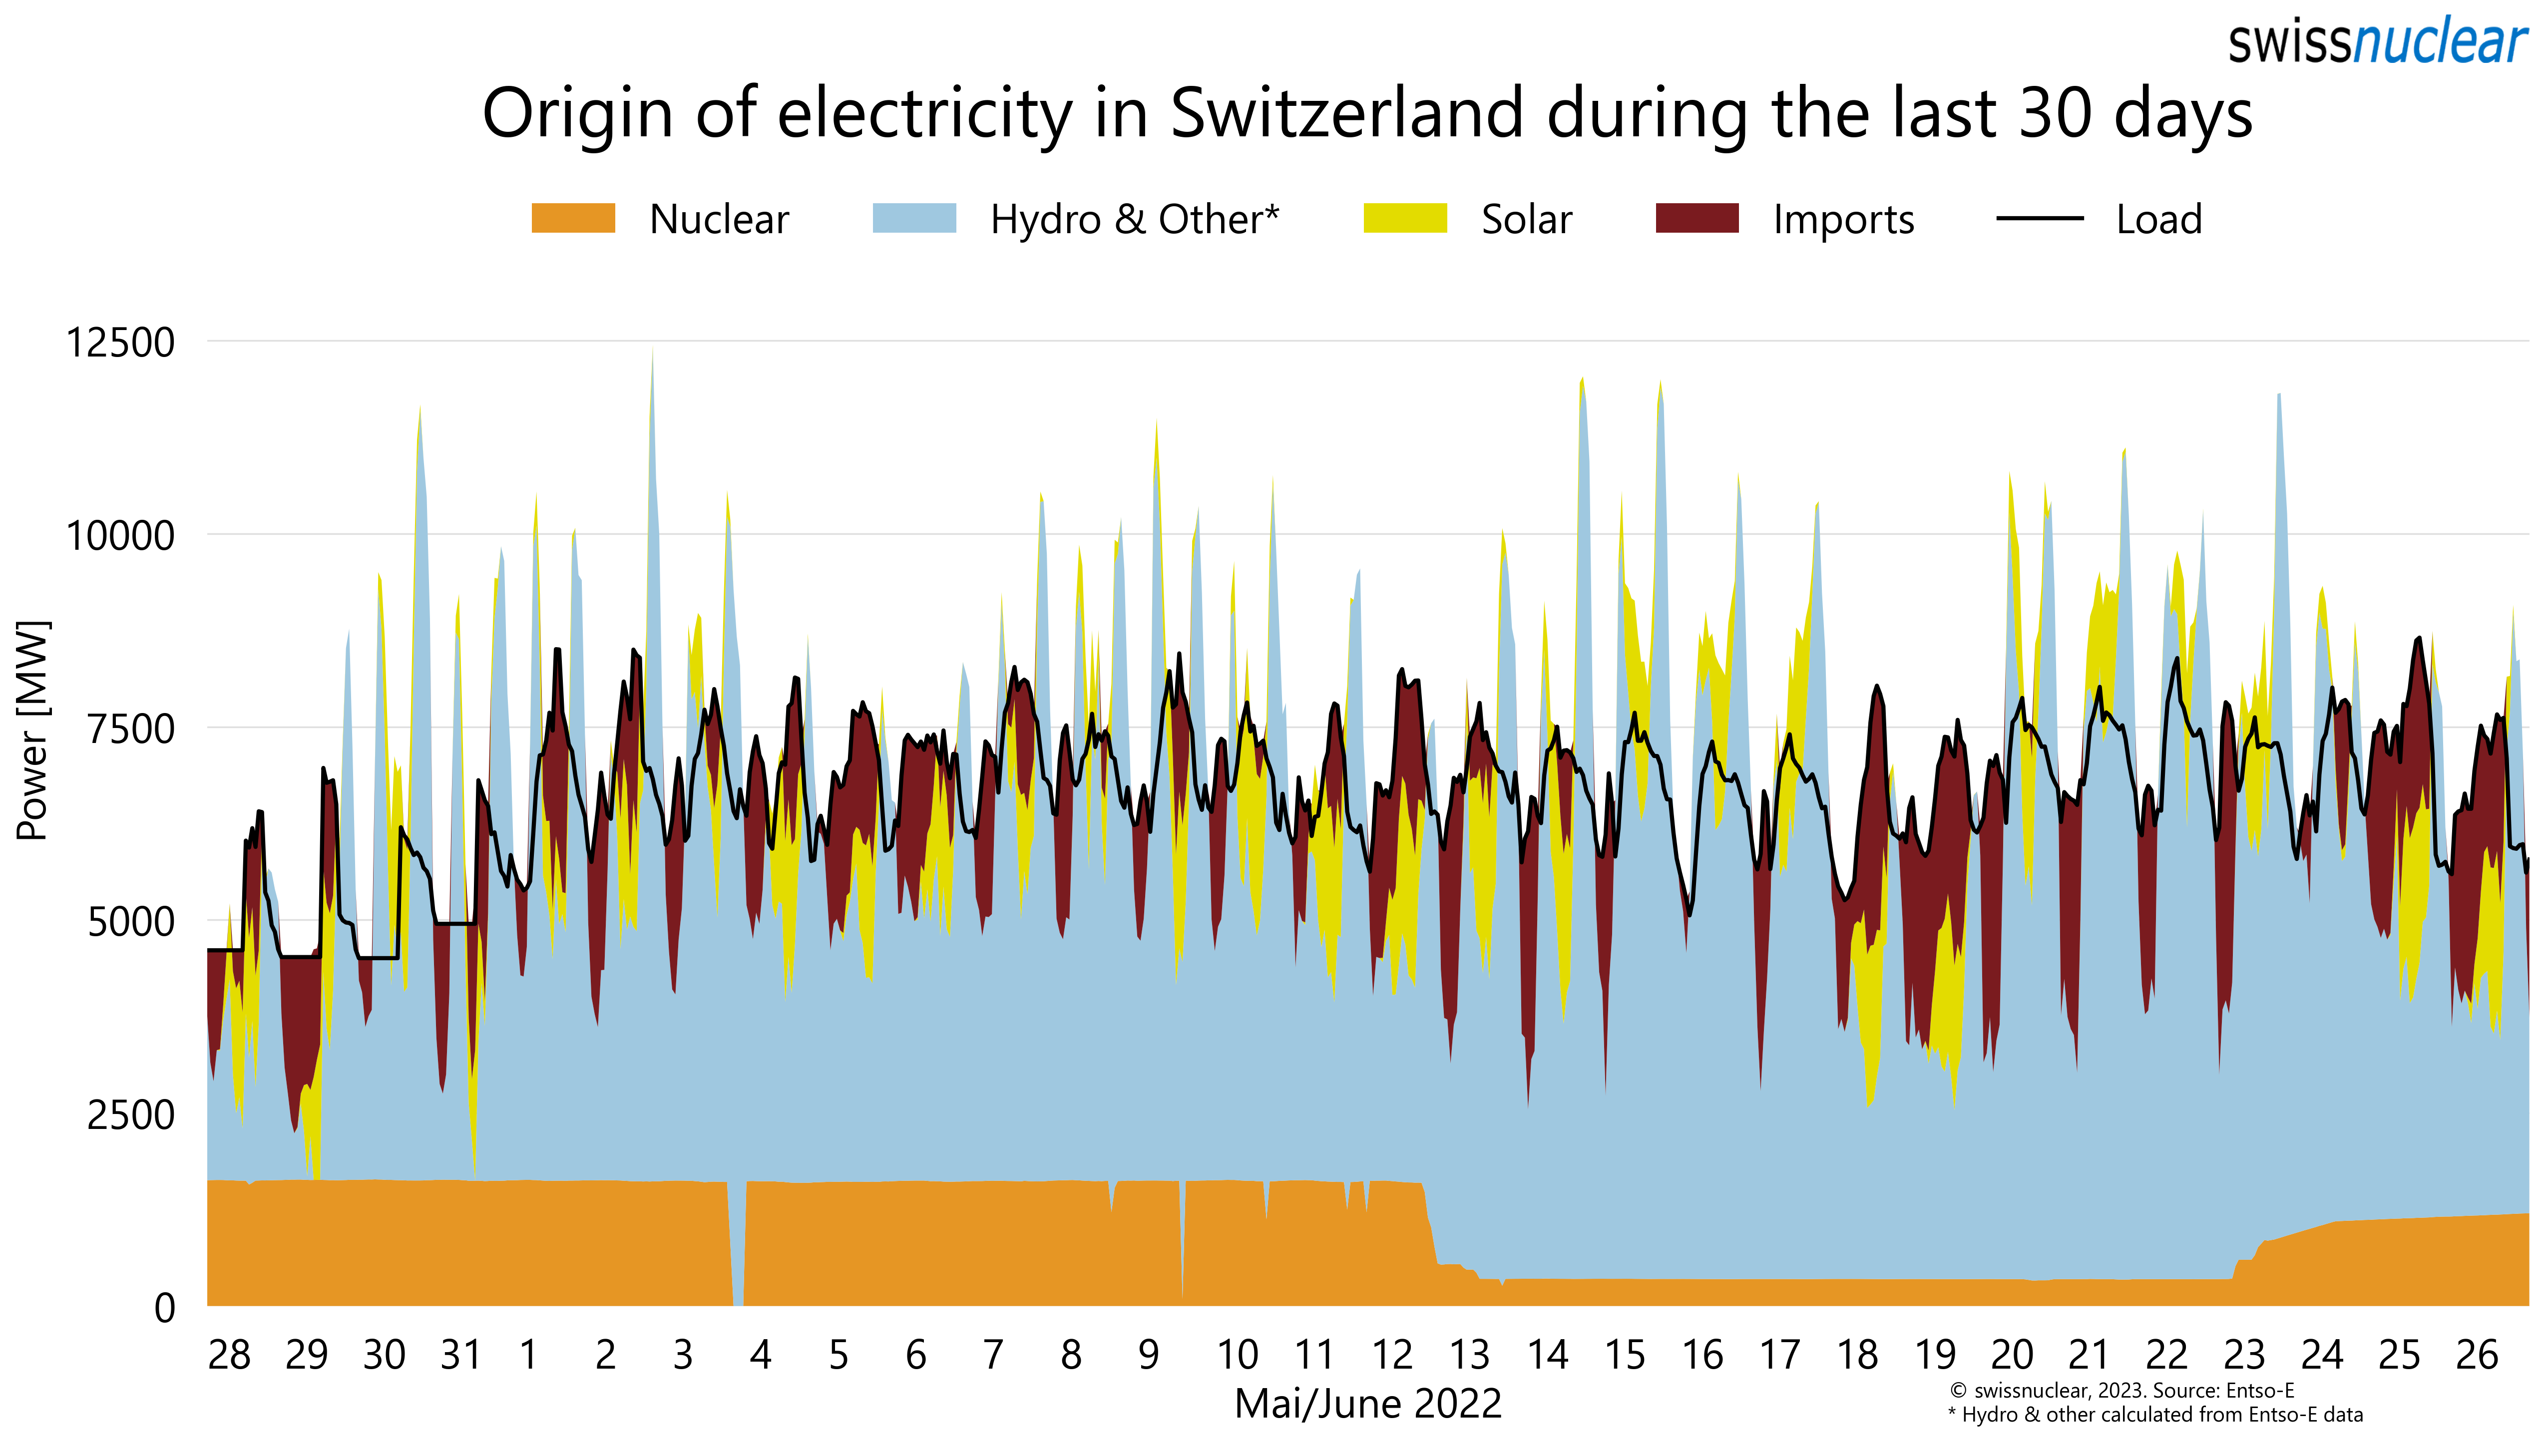 swissnuclear
Origin of electricity in Switzerland during the last 30 days
Nuclear Hydro & Other* Solar Imports Load
12500
10000
7500
5000
2500
0
Power [MW]
28 29 30 31 1 2 3 4 5 6 7 8 9 10 11 12 13 14 15 16 17 18 19 20 21 22 23 24 25 26
Mai/June 2022
© swissnuclear, 2023. Source: Entso-E
* Hydro & other calculated from Entso-E data